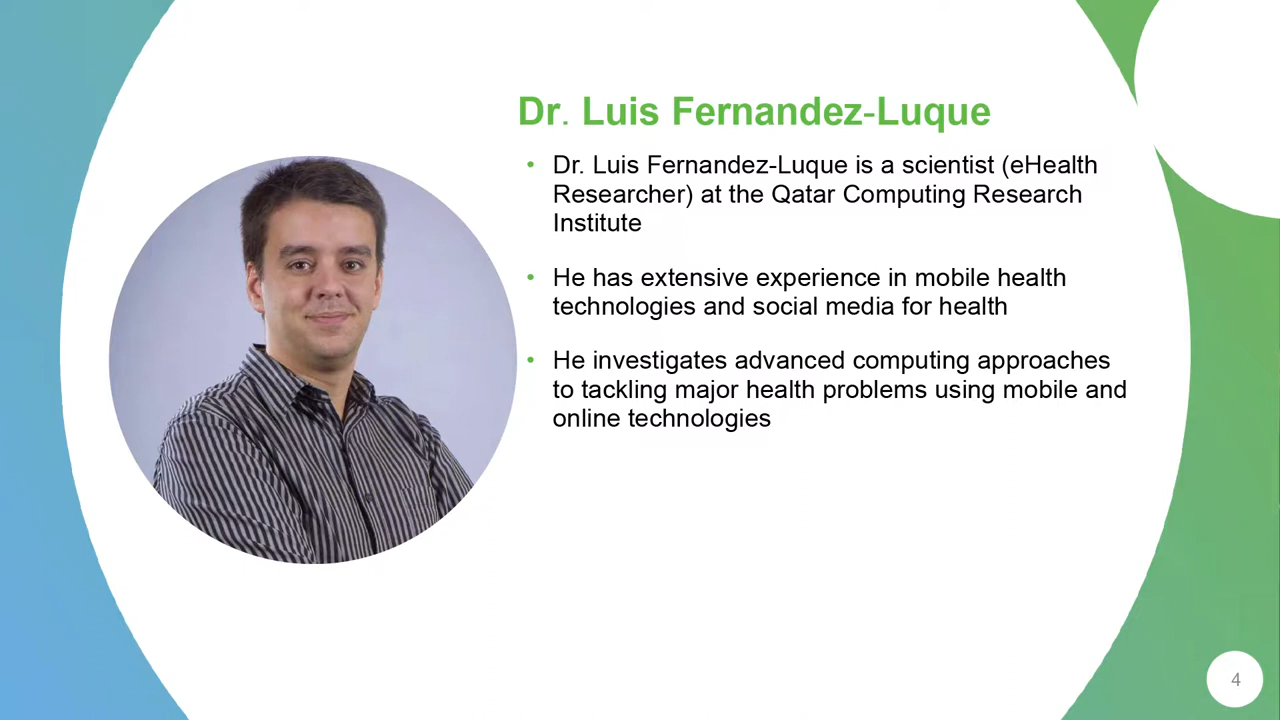 Dr. Luis Fernandez-Luque
• Dr. Luis Fernandez-Luque is a scientist (eHealth
Researcher) at the Qatar Computing Research
Institute
• He has extensive experience in mobile health
technologies and social media for health
• He investigates advanced computing approaches
to tackling major health problems using mobile and
online technologies
4